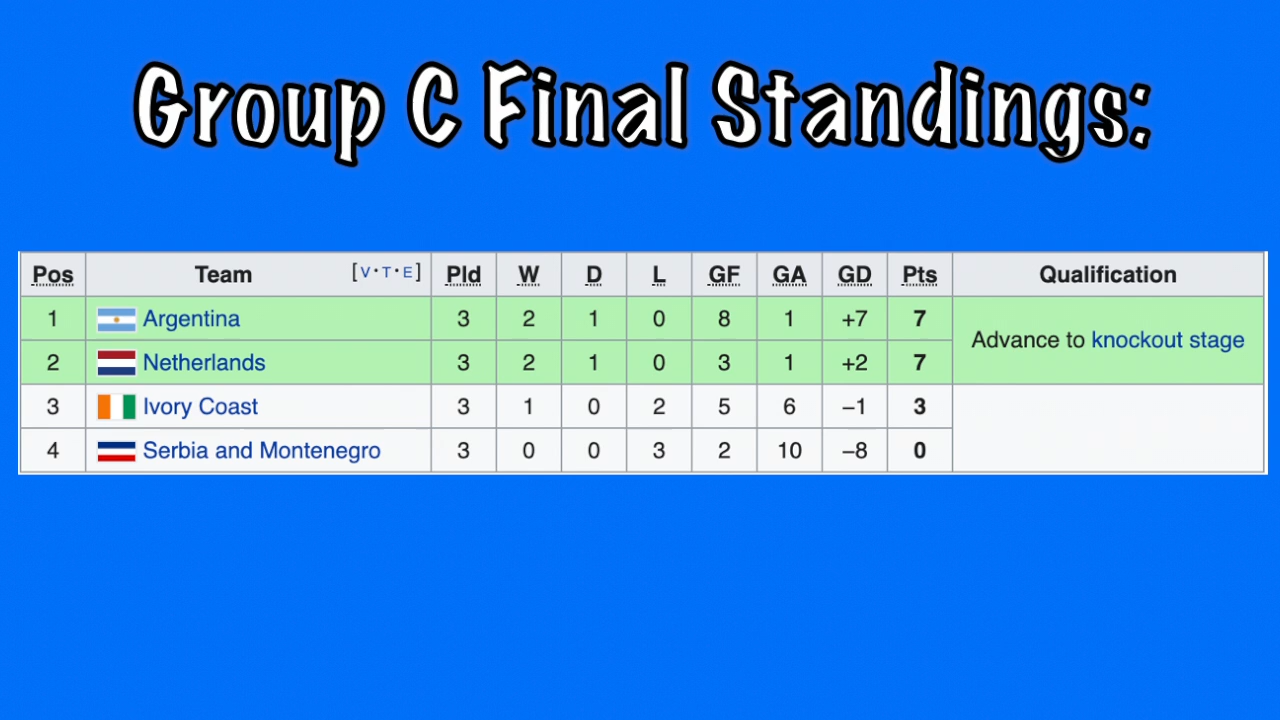 Group C Final Standings:
Pos Team [V·T·E] Pld W D L GF GA GD Pts Qualification
1 Argentina 3 2 1 0 8 1 +7 7 Advance to knockout stage
2 Netherlands 3 2 1 0 3 1 +2 7
3 Ivory Coast 3 1 0 2 5 6 −1 3
4 Serbia and Montenegro 3 0 0 3 2 10 −8 0